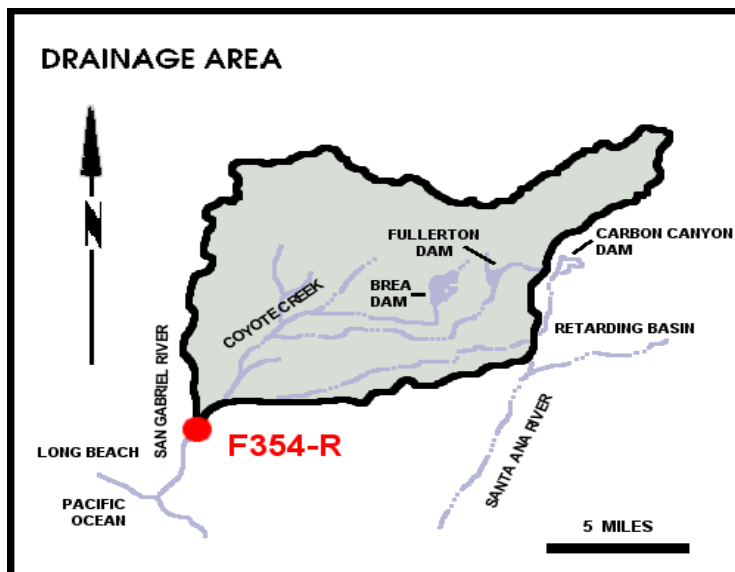 DRAINAGE AREA
N
FULLERTON
DAM
CARBON CANYON
DAM
BREA
DAM
COYOTE CREEK
RETARDING BASIN
SAN GABRIEL RIVER
F354-R
LONG BEACH
SANTA ANA RIVER
PACIFIC
OCEAN
5 MILES